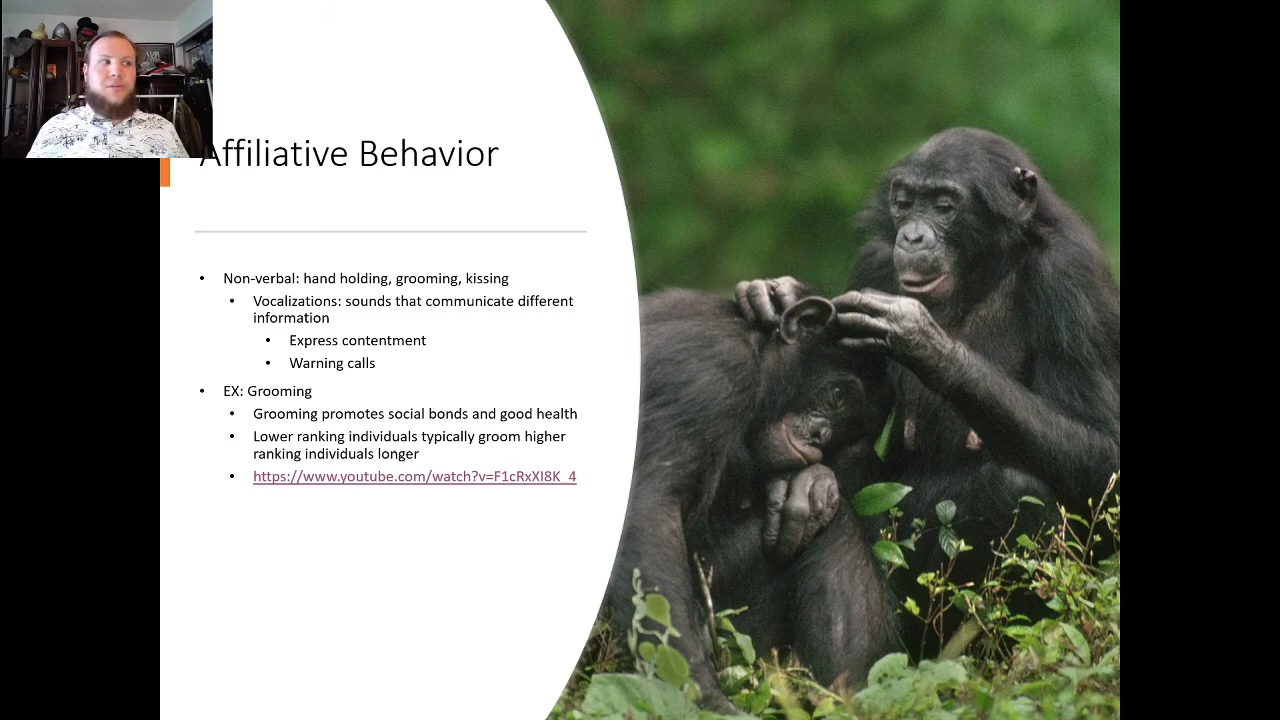 Affiliative Behavior
• Non-verbal: hand holding, grooming, kissing
• Vocalizations: sounds that communicate different
information
• Express contentment
• Warning calls
• EX: Grooming
• Grooming promotes social bonds and good health
• Lower ranking individuals typically groom higher
ranking individuals longer
• https://www.youtube.com/watch?v=F1cRxXI8K_4